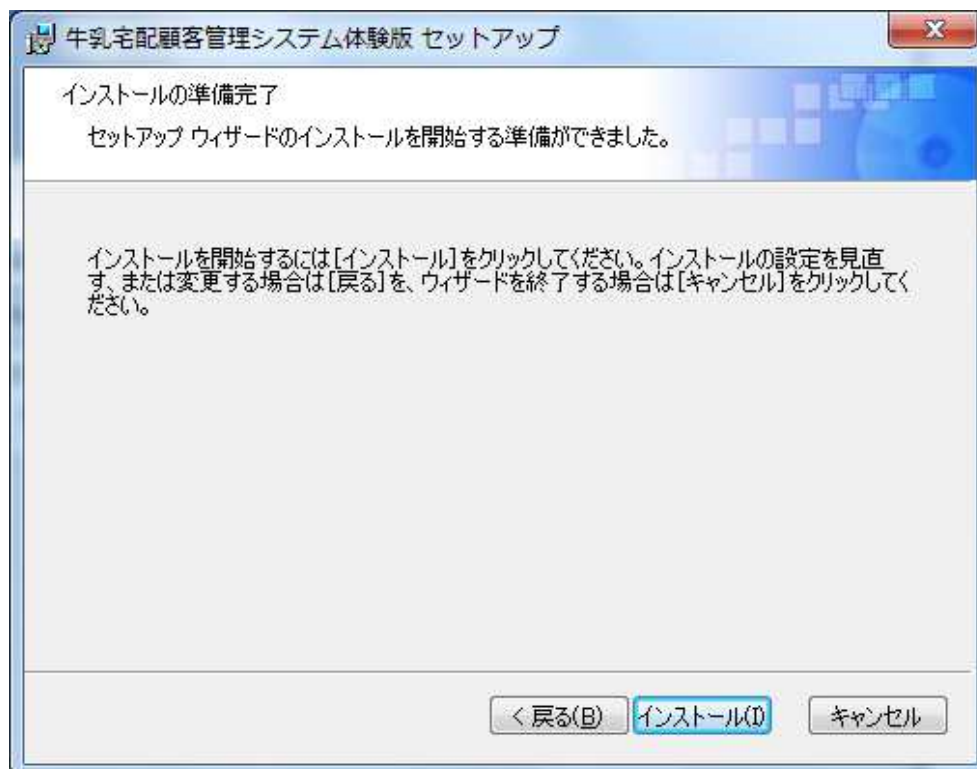 牛乳宅配顧客管理システム体験版 セットアップ
インストールの準備完了
セットアップ ウィザードのインストールを開始する準備ができました。
インストールを開始するには[インストール]をクリックしてください。インストールの設定を見直
す、または変更する場合は[戻る]を、ウィザードを終了する場合は[キャンセル]をクリックしてく
ださい。
< 戻る(B) インストール(I) キャンセル